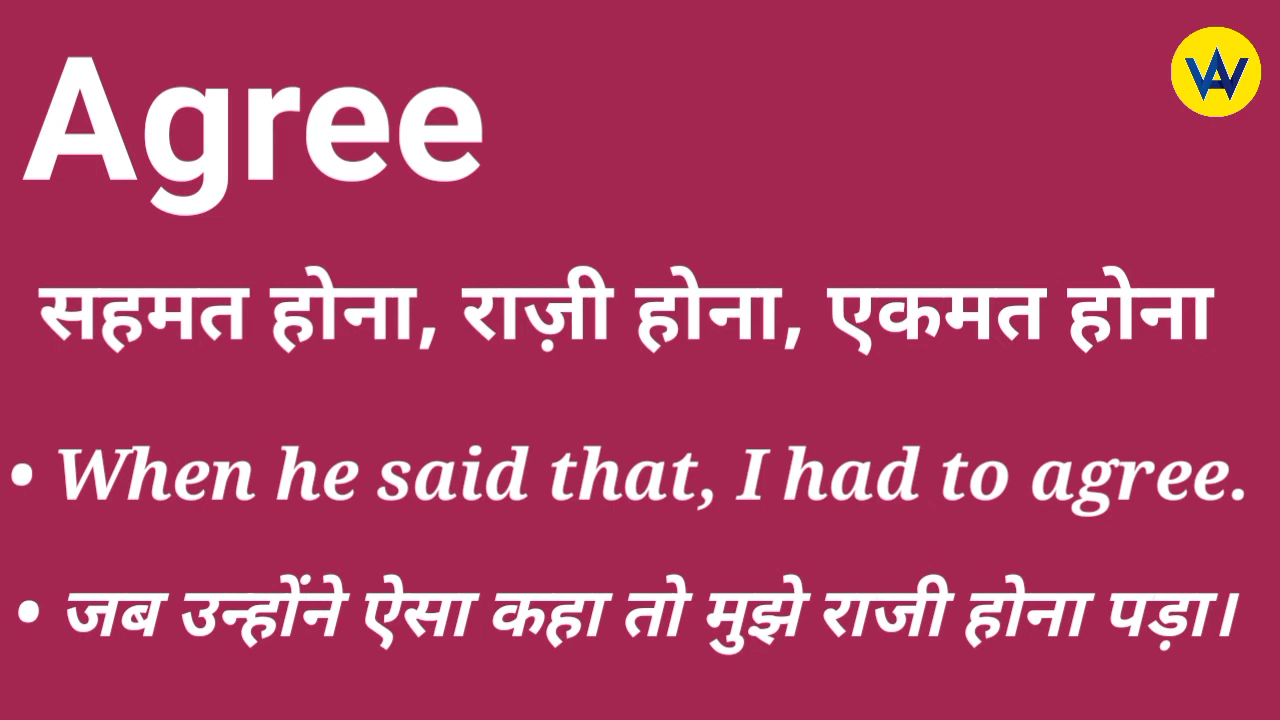 Agree
सहमत होना, राज़ी होना, एकमत होना
• When he said that, I had to agree.
• जब उन्होंने ऐसा कहा तो मुझे राजी होना पड़ा।